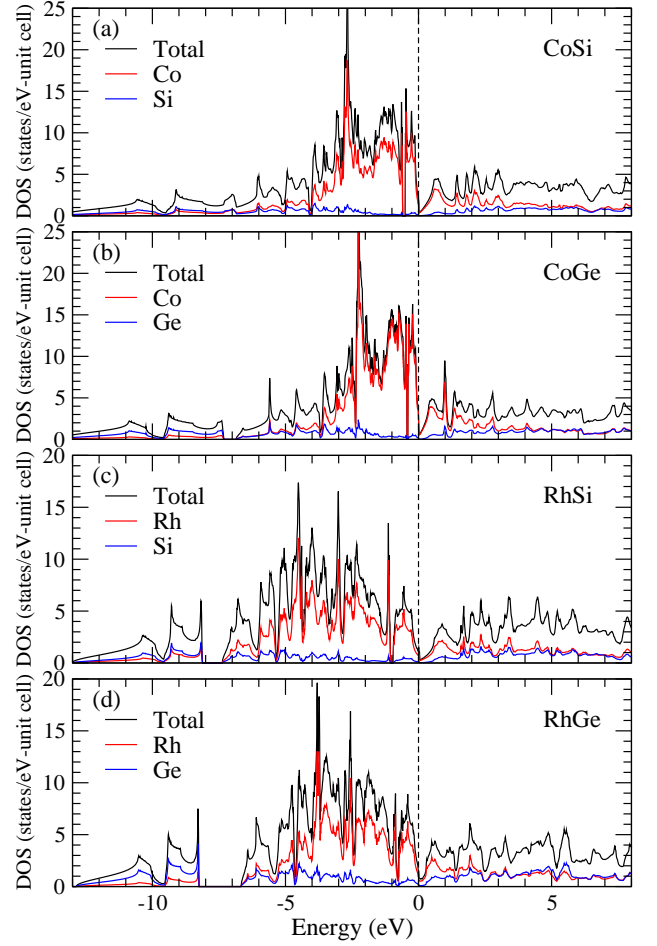 (a)
CoSi
Total
Co
Si
DOS (states/eV-unit cell)
25
20
15
10
5
0
(b)
CoGe
Total
Co
Ge
DOS (states/eV-unit cell)
25
20
15
10
5
0
(c)
RhSi
Total
Rh
Si
DOS (states/eV-unit cell)
20
15
10
5
0
(d)
RhGe
Total
Rh
Ge
DOS (states/eV-unit cell)
20
15
10
5
0
-10 -5 0 5
Energy (eV)